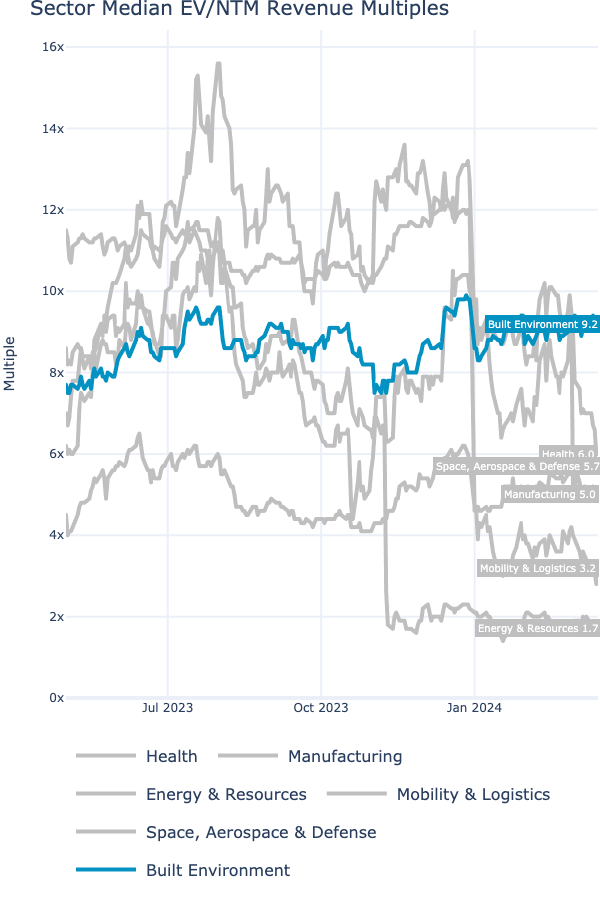 Sector Median EV/NTM Revenue Multiples
16x
14x
12x
10x
8x
6x
4x
2x
0x
Multiple
Built Environment 9.2
Health 6.0
Space, Aerospace & Defense 5.7
Manufacturing 5.0
Mobility & Logistics 3.2
Energy & Resources 1.7
Jul 2023
Oct 2023
Jan 2024
Health
Manufacturing
Energy & Resources
Mobility & Logistics
Space, Aerospace & Defense
Built Environment